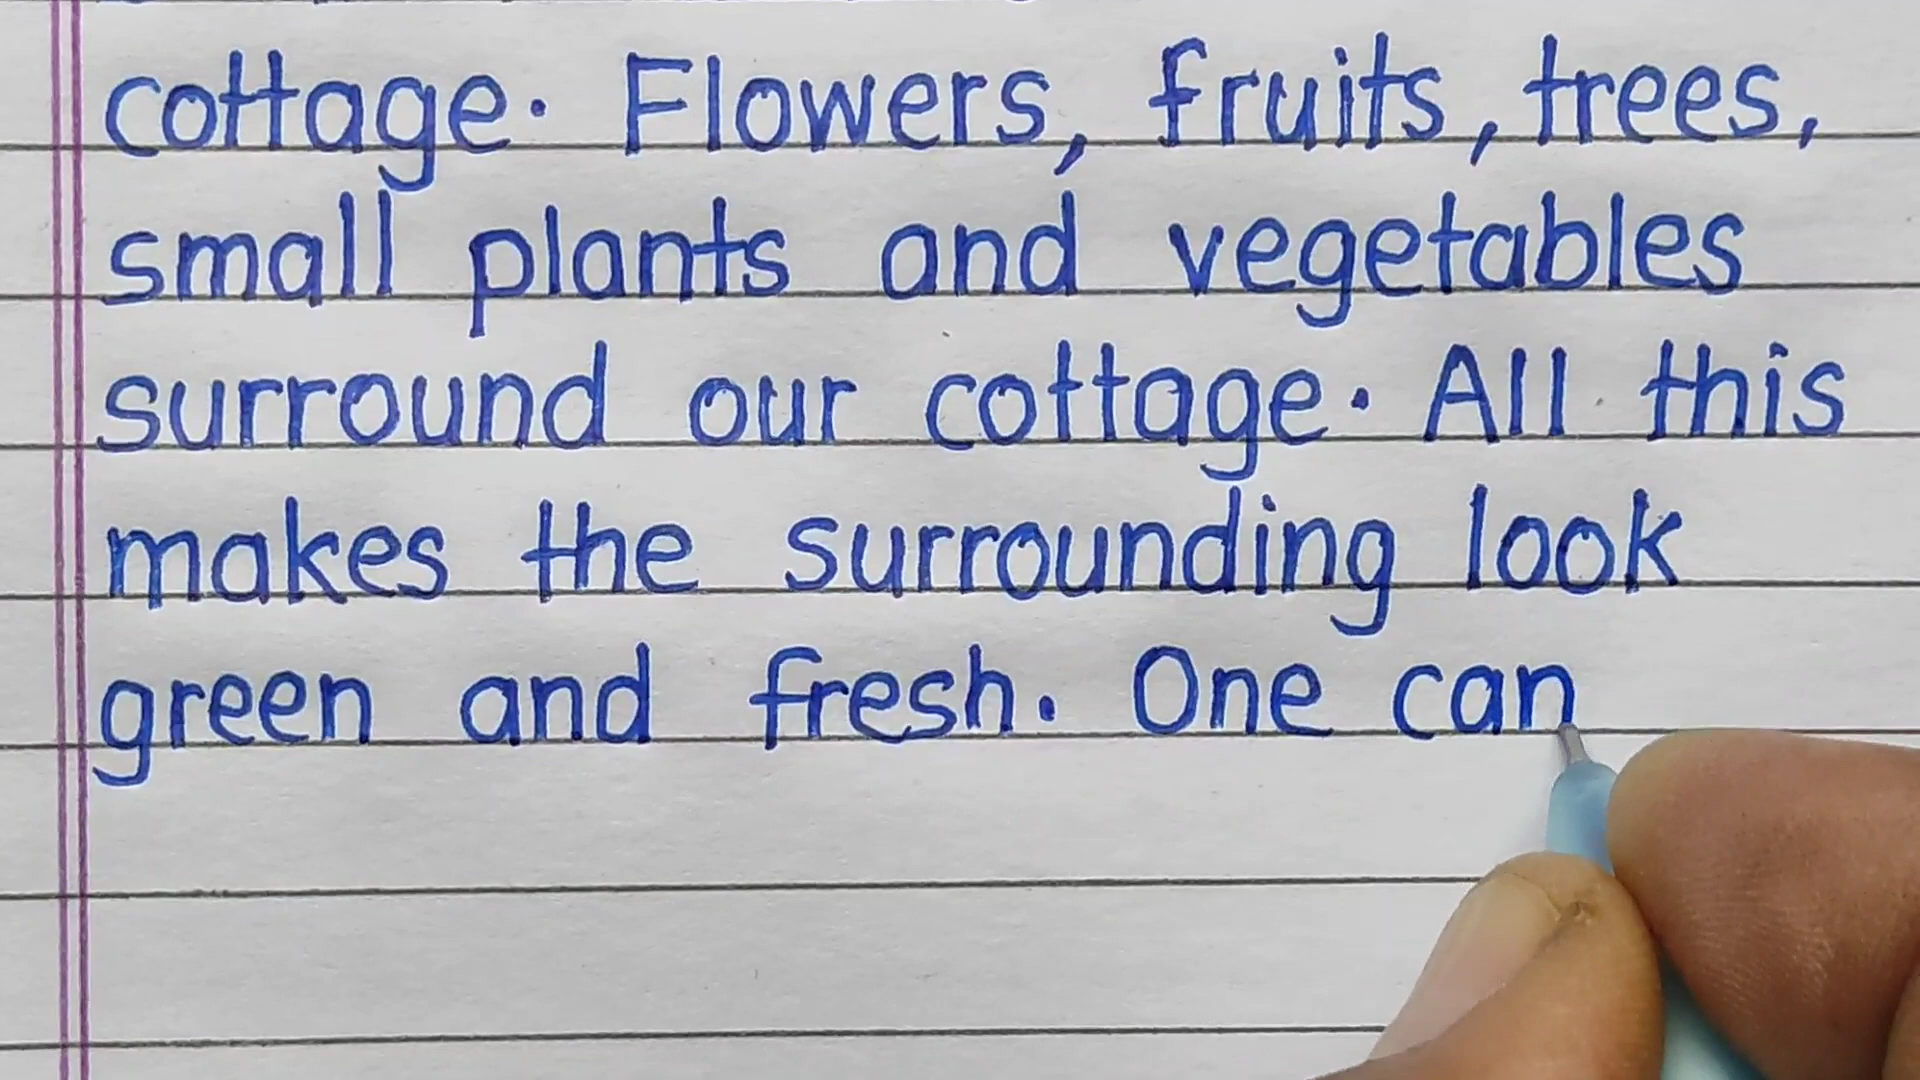 cottage. Flowers, fruits, trees,
small plants and vegetables
surround our cottage. All this
makes the surrounding look
green and fresh. One can